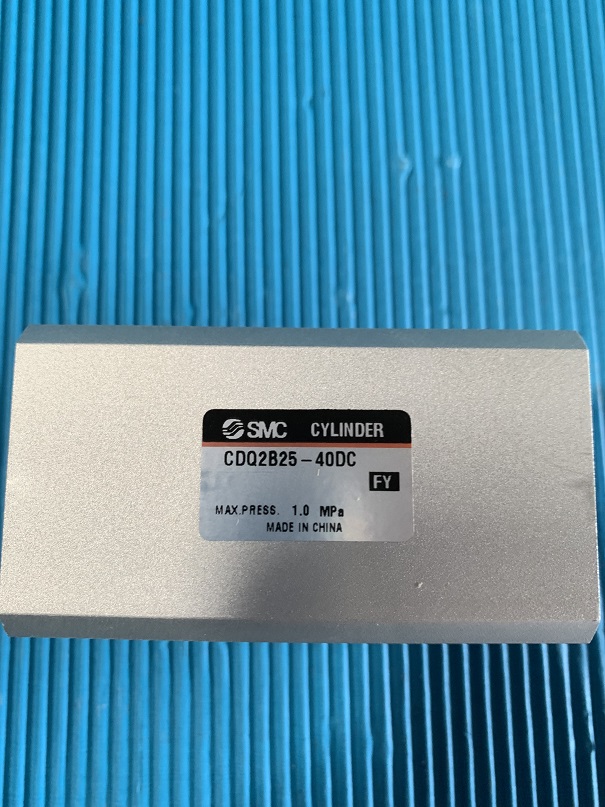 SMC CYLINDER
CDQ2B25-40DC
FY
MAX.PRESS. 1.0 MPa
MADE IN CHINA